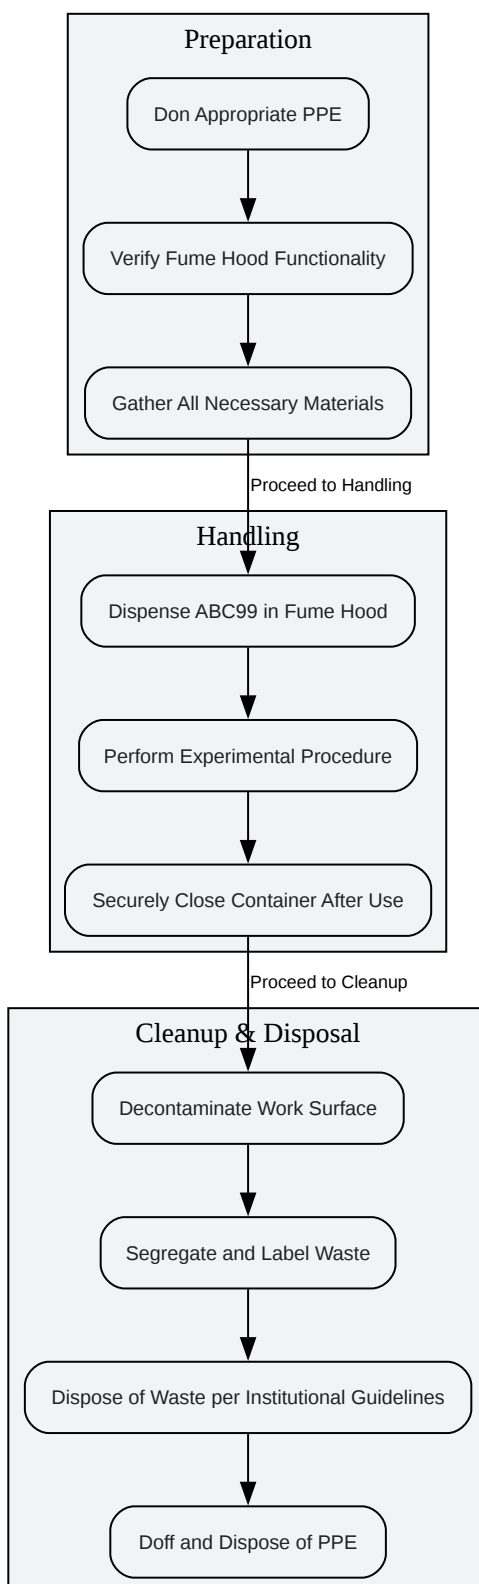 Preparation
Don Appropriate PPE
Verify Fume Hood Functionality
Gather All Necessary Materials
Proceed to Handling
Handling
Dispense ABC99 in Fume Hood
Perform Experimental Procedure
Securely Close Container After Use
Proceed to Cleanup
Cleanup & Disposal
Decontaminate Work Surface
Segregate and Label Waste
Dispose of Waste per Institutional Guidelines
Doff and Dispose of PPE